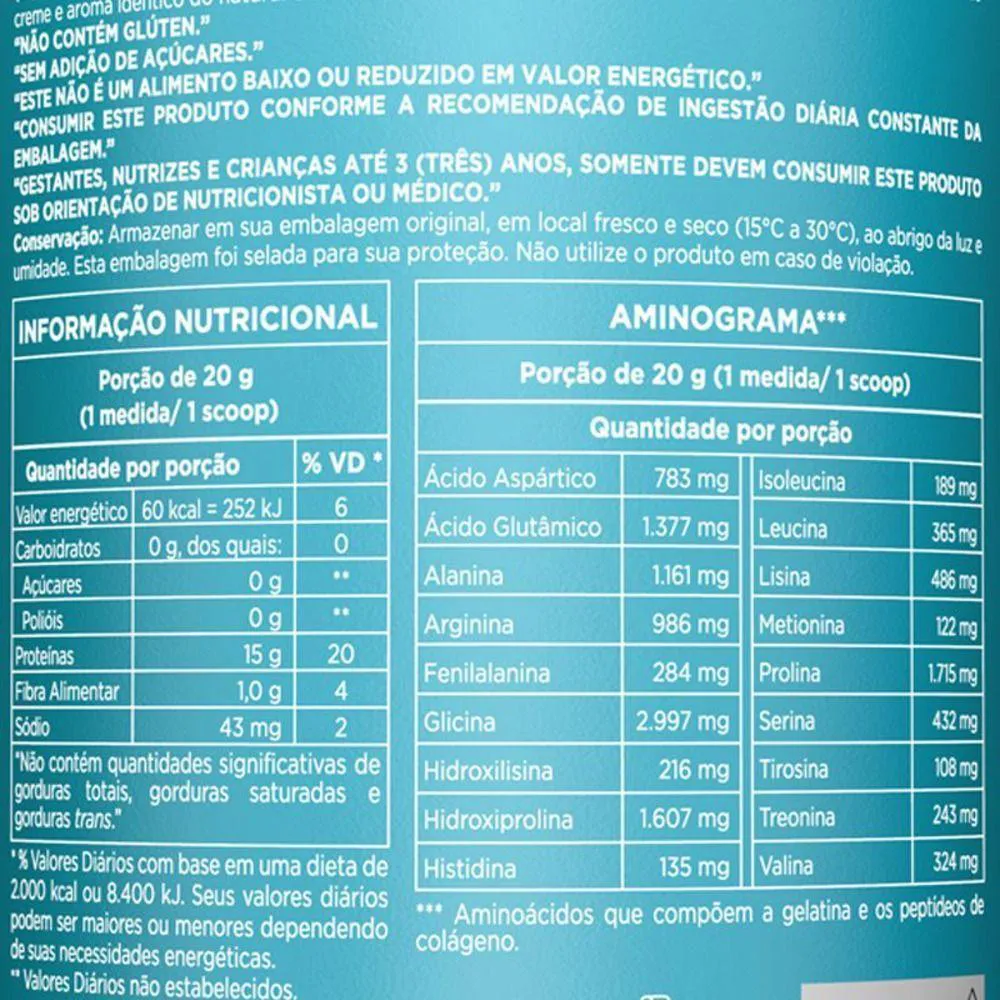 creme e aroma idêntico
"NÃO CONTÉM GLÚTEN."
"SEM ADIÇÃO DE AÇÚCARES."
"ESTE NÃO É UM ALIMENTO BAIXO OU REDUZIDO EM VALOR ENERGÉTICO."
"CONSUMIR ESTE PRODUTO CONFORME A RECOMENDAÇÃO DE INGESTÃO DIÁRIA CONSTANTE DA
EMBALAGEM."
"GESTANTES, NUTRIZES E CRIANÇAS ATÉ 3 (TRÊS) ANOS, SOMENTE DEVEM CONSUMIR ESTE PRODUTO
SOB ORIENTAÇÃO DE NUTRICIONISTA OU MÉDICO."
Conservação: Armazenar em sua embalagem original, em local fresco e seco (15°C a 30°C), ao abrigo da luz e
umidade. Esta embalagem foi selada para sua proteção. Não utilize o produto em caso de violação.
INFORMAÇÃO NUTRICIONAL
Porção de 20 g
(1 medida/ 1 scoop)
Quantidade por porção % VD *
Valor energético 60 kcal = 252 kJ 6
Carboidratos 0 g, dos quais: 0
Açúcares 0 g **
Polióis 0 g **
Proteínas 15 g 20
Fibra Alimentar 1,0 g 4
Sódio 43 mg 2
"Não contém quantidades significativas de
gorduras totais, gorduras saturadas e
gorduras trans."
*% Valores Diários com base em uma dieta de
2.000 kcal ou 8.400 kJ. Seus valores diários
podem ser maiores ou menores dependendo
de suas necessidades energéticas.
** Valores Diários não estabelecidos.
AMINOGRAMA***
Porção de 20 g (1 medida/ 1 scoop)
Quantidade por porção
Ácido Aspártico 783 mg Isoleucina 189 mg
Ácido Glutâmico 1.377 mg Leucina 365 mg
Alanina 1.161 mg Lisina 486 mg
Arginina 986 mg Metionina 122 mg
Fenilalanina 284 mg Prolina 1.715 mg
Glicina 2.997 mg Serina 432 mg
Hidroxilisina 216 mg Tirosina 108 mg
Hidroxiprolina 1.607 mg Treonina 243 mg
Histidina 135 mg Valina 324 mg
*** Aminoácidos que compõem a gelatina e os peptídeos de
colágeno.